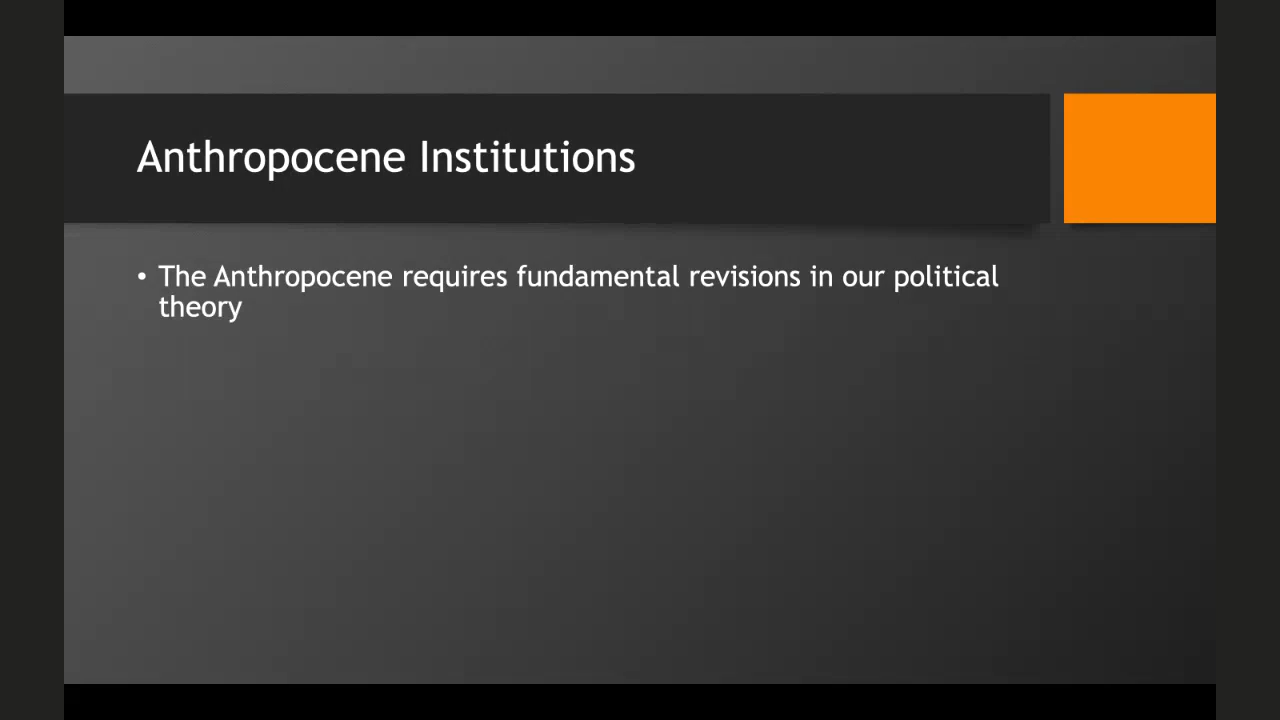 Anthropocene Institutions
• The Anthropocene requires fundamental revisions in our political
theory